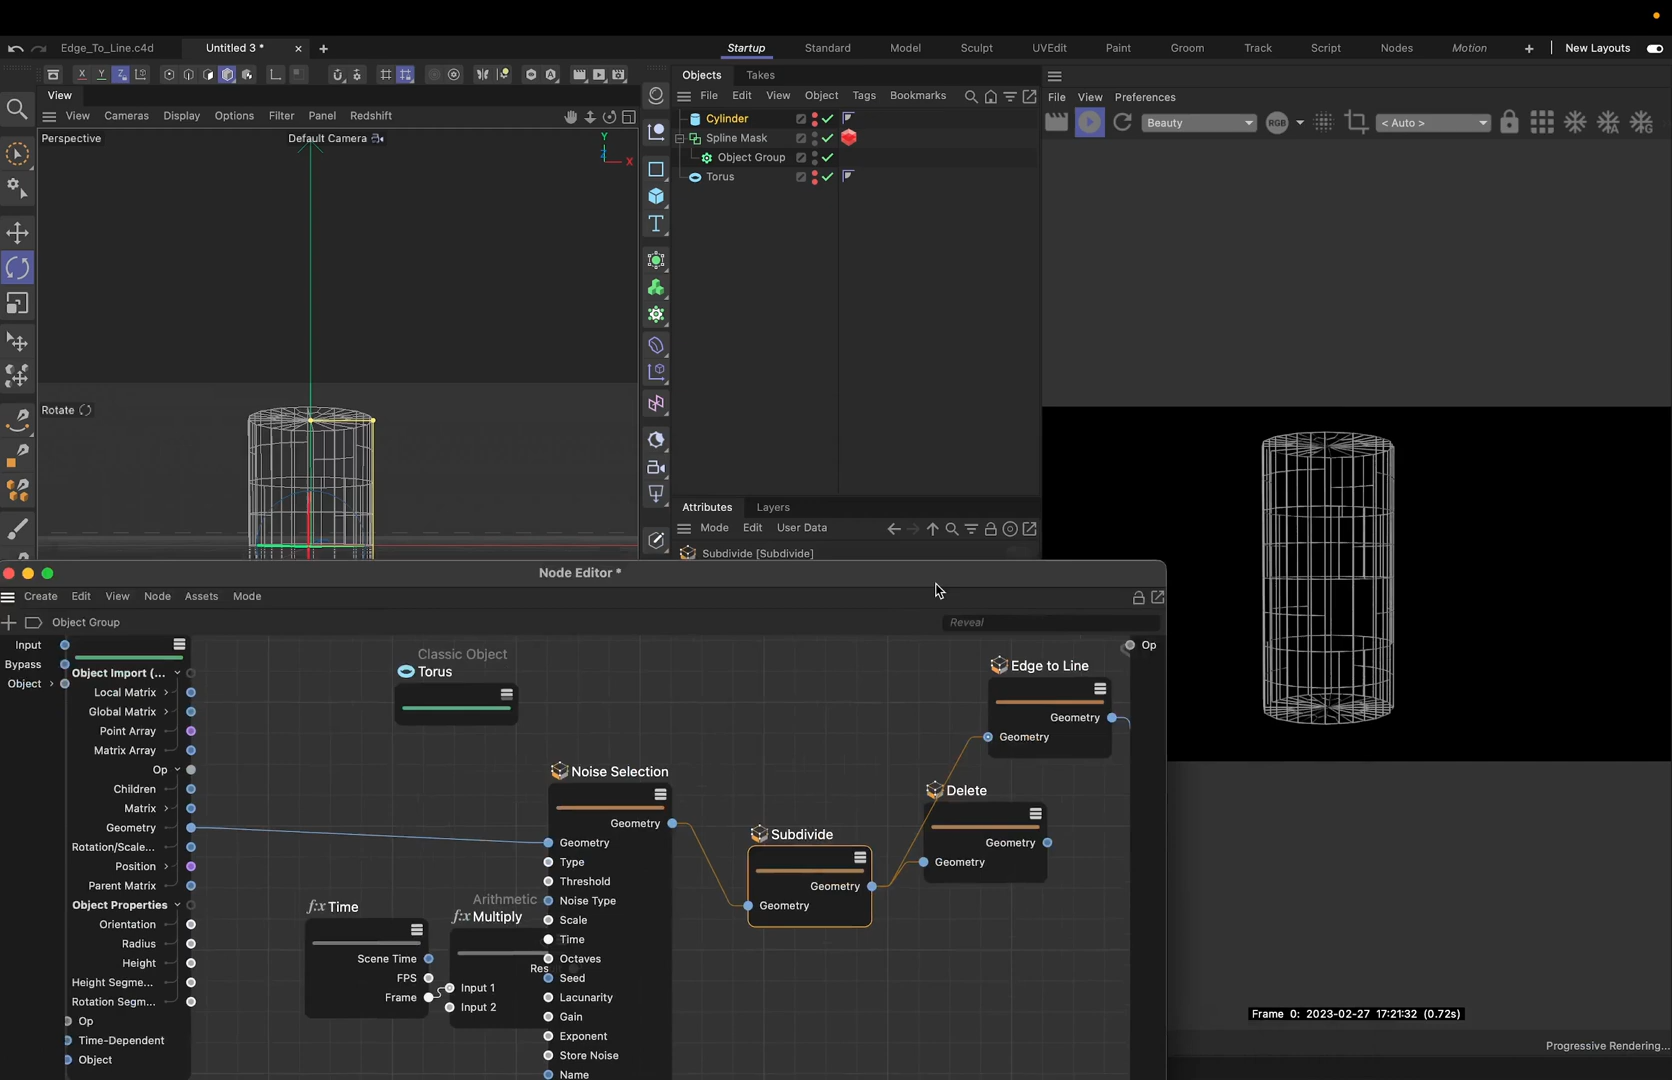 Edge_To_Line.c4d
Untitled 3 *
Startup
Standard
Model
Sculpt
UVEdit
Paint
Groom
Track
Script
Nodes
Motion
New Layouts
X Y Z
View
View Cameras Display Options Filter Panel Redshift
Perspective
Default Camera
Y
Z
X
Rotate
Objects Takes
File Edit View Object Tags Bookmarks
Cylinder
Spline Mask
Object Group
Torus
Attributes Layers
Mode Edit User Data
Subdivide [Subdivide]
File View Preferences
Beauty
RGB
< Auto >
Frame 0: 2023-02-27 17:21:32 (0.72s)
Progressive Rendering...
Node Editor *
Create Edit View Node Assets Mode
Object Group
Reveal
Input
Bypass
Object
Object Import (...
Local Matrix
Global Matrix
Point Array
Matrix Array
Op
Children
Matrix
Geometry
Rotation/Scale...
Position
Parent Matrix
Object Properties
Orientation
Radius
Height
Height Segme...
Rotation Segm...
Op
Time-Dependent
Object
Classic Object
Torus
f:x Time
Scene Time
FPS
Frame
Arithmetic
f:x Multiply
Res
Input 1
Input 2
Noise Selection
Geometry
Geometry
Type
Threshold
Noise Type
Scale
Time
Octaves
Seed
Lacunarity
Gain
Exponent
Store Noise
Name
Subdivide
Geometry
Geometry
Delete
Geometry
Geometry
Edge to Line
Geometry
Geometry
Op